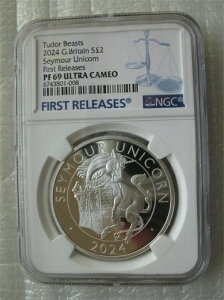 Tudor Beasts
2024 G.Britain S£2
Seymour Unicorn
First Releases
PF 69 ULTRA CAMEO
6743801-008
FIRST RELEASES®
NGC®
SEYMOUR UNICORN
· 2024 ·